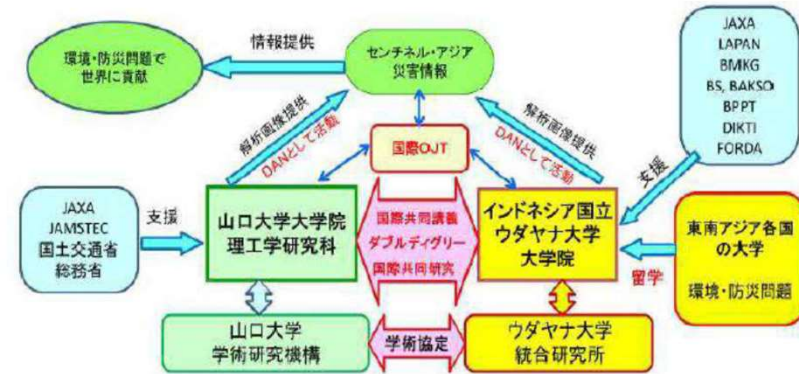 環境・防災問題で
世界に貢献
情報提供
センチネル・アジア
災害情報
JAXA
LAPAN
BMKG
BS, BAKSO
BPPT
DIKTI
FORDA
解析画像提供
DANとして活動
国際OJT
解析画像提供
DANとして活動
支援
JAXA
JAMSTEC
国土交通省
総務省
支援
山口大学大学院
理工学研究科
国際共同講義
ダブルディグリー
国際共同研究
インドネシア国立
ウダヤナ大学
大学院
東南アジア各国
の大学
環境・防災問題
留学
山口大学
学術研究機構
学術協定
ウダヤナ大学
統合研究所